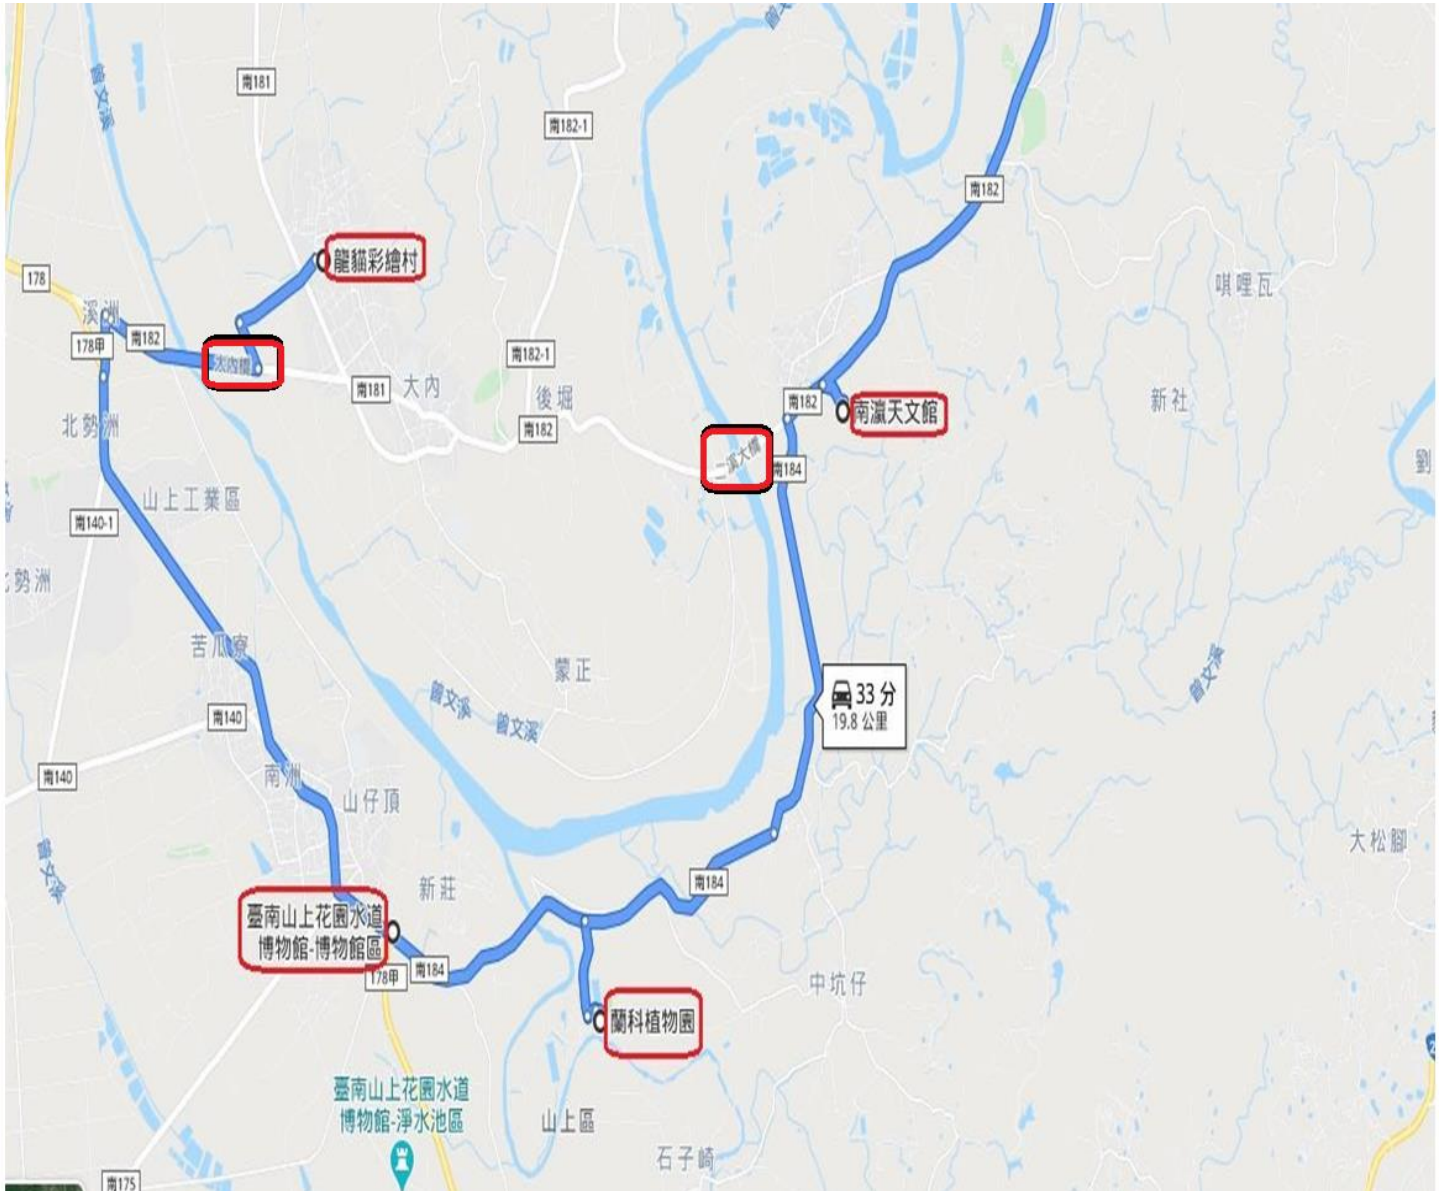 曾文溪
南181
曾文
南182-1
南182
龍貓彩繪村
178
溪洲
南182
178甲
大內橋
唭哩瓦
南182-1
南181
大內
後堀
南182
南182
南瀛天文館
新社
北勢洲
二溪大橋
南184
劉
山上工業區
南140-1
勢洲
苦瓜寮
蒙正
曾文溪
曾文溪
曾文溪
33 分
19.8 公里
南140
南140
南洲
山仔頂
大松腳
曾文溪
南184
新莊
臺南山上花園水道
博物館-博物館區
178甲
南184
中坑仔
蘭科植物園
臺南山上花園水道
博物館-淨水池區
山上區
石子崎
南175